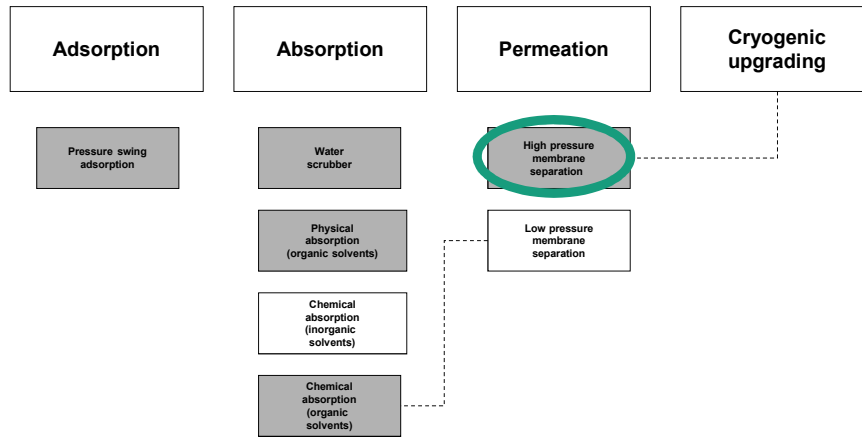 Adsorption
Absorption
Permeation
Cryogenic
upgrading
Pressure swing
adsorption
Water
scrubber
High pressure
membrane
separation
Physical
absorption
(organic solvents)
Low pressure
membrane
separation
Chemical
absorption
(inorganic
solvents)
Chemical
absorption
(organic
solvents)